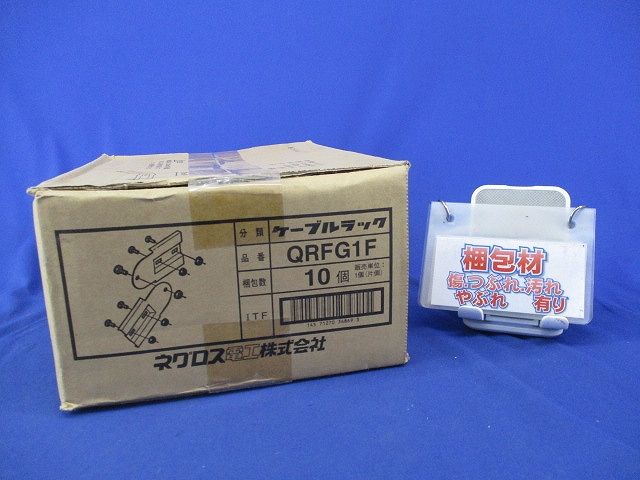 分類 ケーブルラック
品番 QRFG1F
梱包数 10個 販売単位：1個(片個)
ITF
ネグロス電工株式会社
梱包材
傷、つぶれ、汚れ
やぶれ 有り